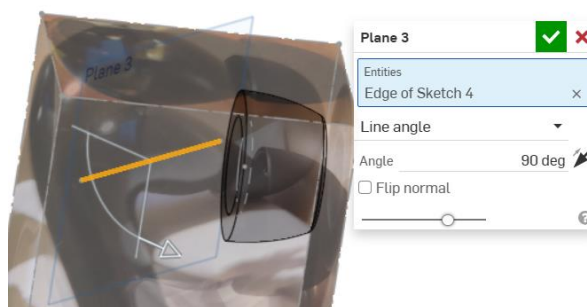 Plane 3
Plane 3
Entities
Edge of Sketch 4
Line angle
Angle 90 deg
Flip normal
?